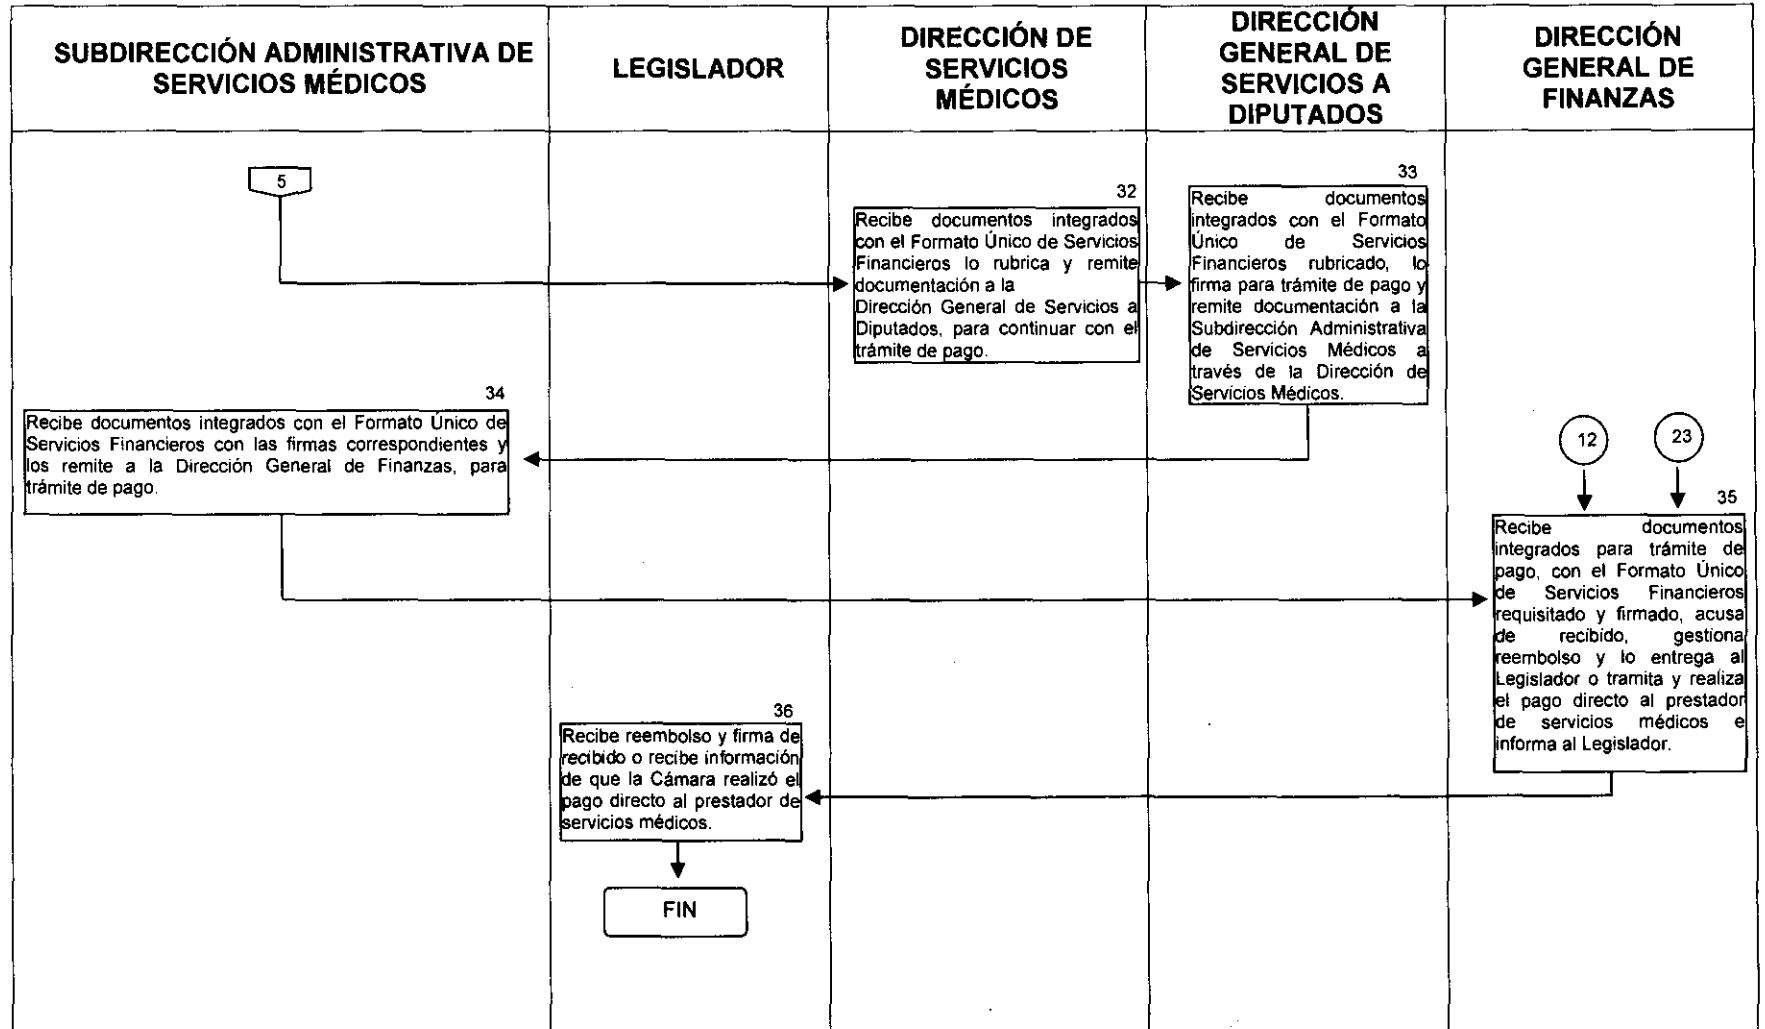 SUBDIRECCIÓN ADMINISTRATIVA DE
SERVICIOS MÉDICOS
LEGISLADOR
DIRECCIÓN DE
SERVICIOS
MÉDICOS
DIRECCIÓN
GENERAL DE
SERVICIOS A
DIPUTADOS
DIRECCIÓN
GENERAL DE
FINANZAS
5
32
Recibe documentos integrados
con el Formato Único de Servicios
Financieros lo rubrica y remite
documentación a la
Dirección General de Servicios a
Diputados, para continuar con el
trámite de pago.
33
Recibe documentos
integrados con el Formato
Único de Servicios
Financieros rubricado, lo
firma para trámite de pago y
remite documentación a la
Subdirección Administrativa
de Servicios Médicos a
través de la Dirección de
Servicios Médicos.
34
Recibe documentos integrados con el Formato Único de
Servicios Financieros con las firmas correspondientes y
los remite a la Dirección General de Finanzas, para
trámite de pago.
12
23
35
Recibe documentos
integrados para trámite de
pago, con el Formato Único
de Servicios Financieros
requisitado y firmado, acusa
de recibido, gestiona
reembolso y lo entrega al
Legislador o tramita y realiza
el pago directo al prestador
de servicios médicos e
informa al Legislador.
36
Recibe reembolso y firma de
recibido o recibe información
de que la Cámara realizó el
pago directo al prestador de
servicios médicos.
FIN